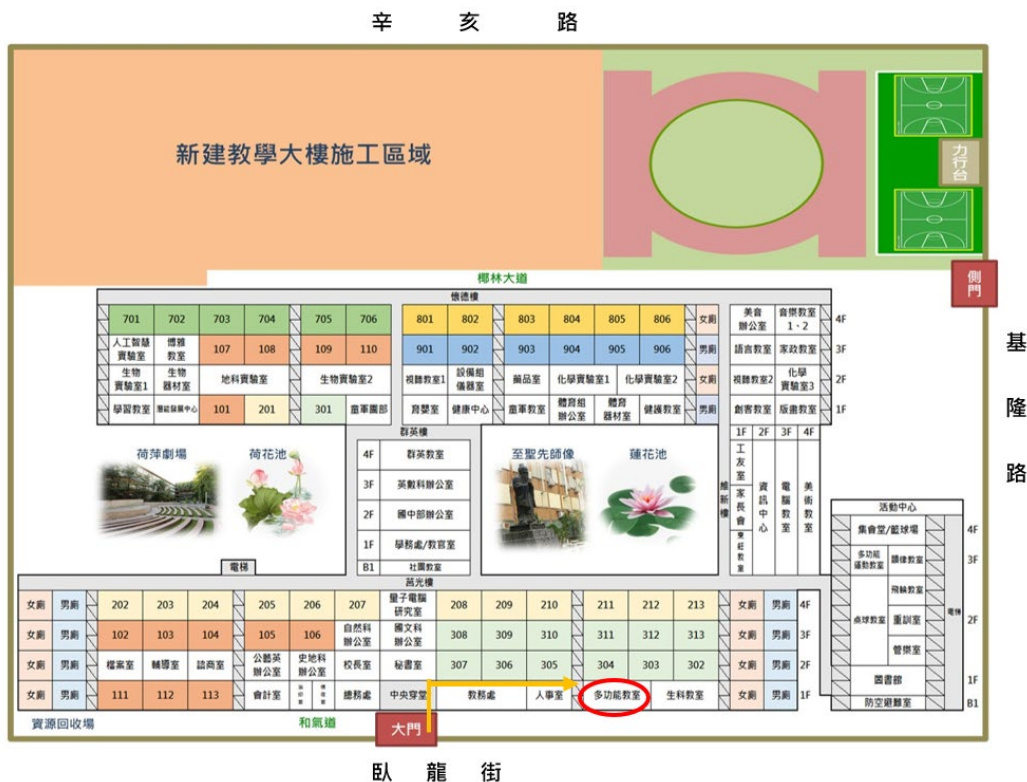 辛亥路
新建教學大樓施工區域
力行台
側門
椰林大道
懷德樓
701 702 703 704 705 706 801 802 803 804 805 806 女廁 美音辦公室 音樂教室1、2 4F
人工智慧實驗室 博雅教室 107 108 109 110 901 902 903 904 905 906 男廁 語言教室 家政教室 3F
生物實驗室1 生物器材室 地科實驗室 生物實驗室2 視聽教室1 設備組儀器室 藥品室 化學實驗室1 化學實驗室2 女廁 視聽教室2 化學實驗室3 2F
學習教室 潛能發展中心 101 201 301 童軍團部 育嬰室 健康中心 童軍教室 體育組辦公室 體育器材室 健護教室 男廁 創客教室 版畫教室 1F
基隆路
群英樓
荷萍劇場 荷花池
4F 群英教室
3F 英數科辦公室
2F 國中部辦公室
1F 學務處/教官室
B1 社團教室
至聖先師像 蓮花池
維新樓
1F 2F 3F 4F
工友室 家長會
資訊中心
電腦教室
美術教室
活動中心
集會堂/籃球場 4F
多功能運動教室 韻律教室 3F
飛輪教室
桌球教室 重訓室 2F
管樂室
電梯
圖書館 1F
防空避難室 B1
電梯
莒光樓
女廁 男廁 202 203 204 205 206 207 量子電腦研究室 208 209 210 211 212 213 女廁 男廁 4F
女廁 男廁 102 103 104 105 106 自然科辦公室 國文科辦公室 308 309 310 311 312 313 女廁 男廁 3F
女廁 男廁 檔案室 輔導室 諮商室 公藝英辦公室 史地科辦公室 校長室 秘書室 307 306 305 304 303 302 女廁 男廁 2F
女廁 男廁 111 112 113 會計室 總務處 中央穿堂 教務處 人事室 多功能教室 生科教室 女廁 男廁 1F
資源回收場 和氣道 大門
臥龍街